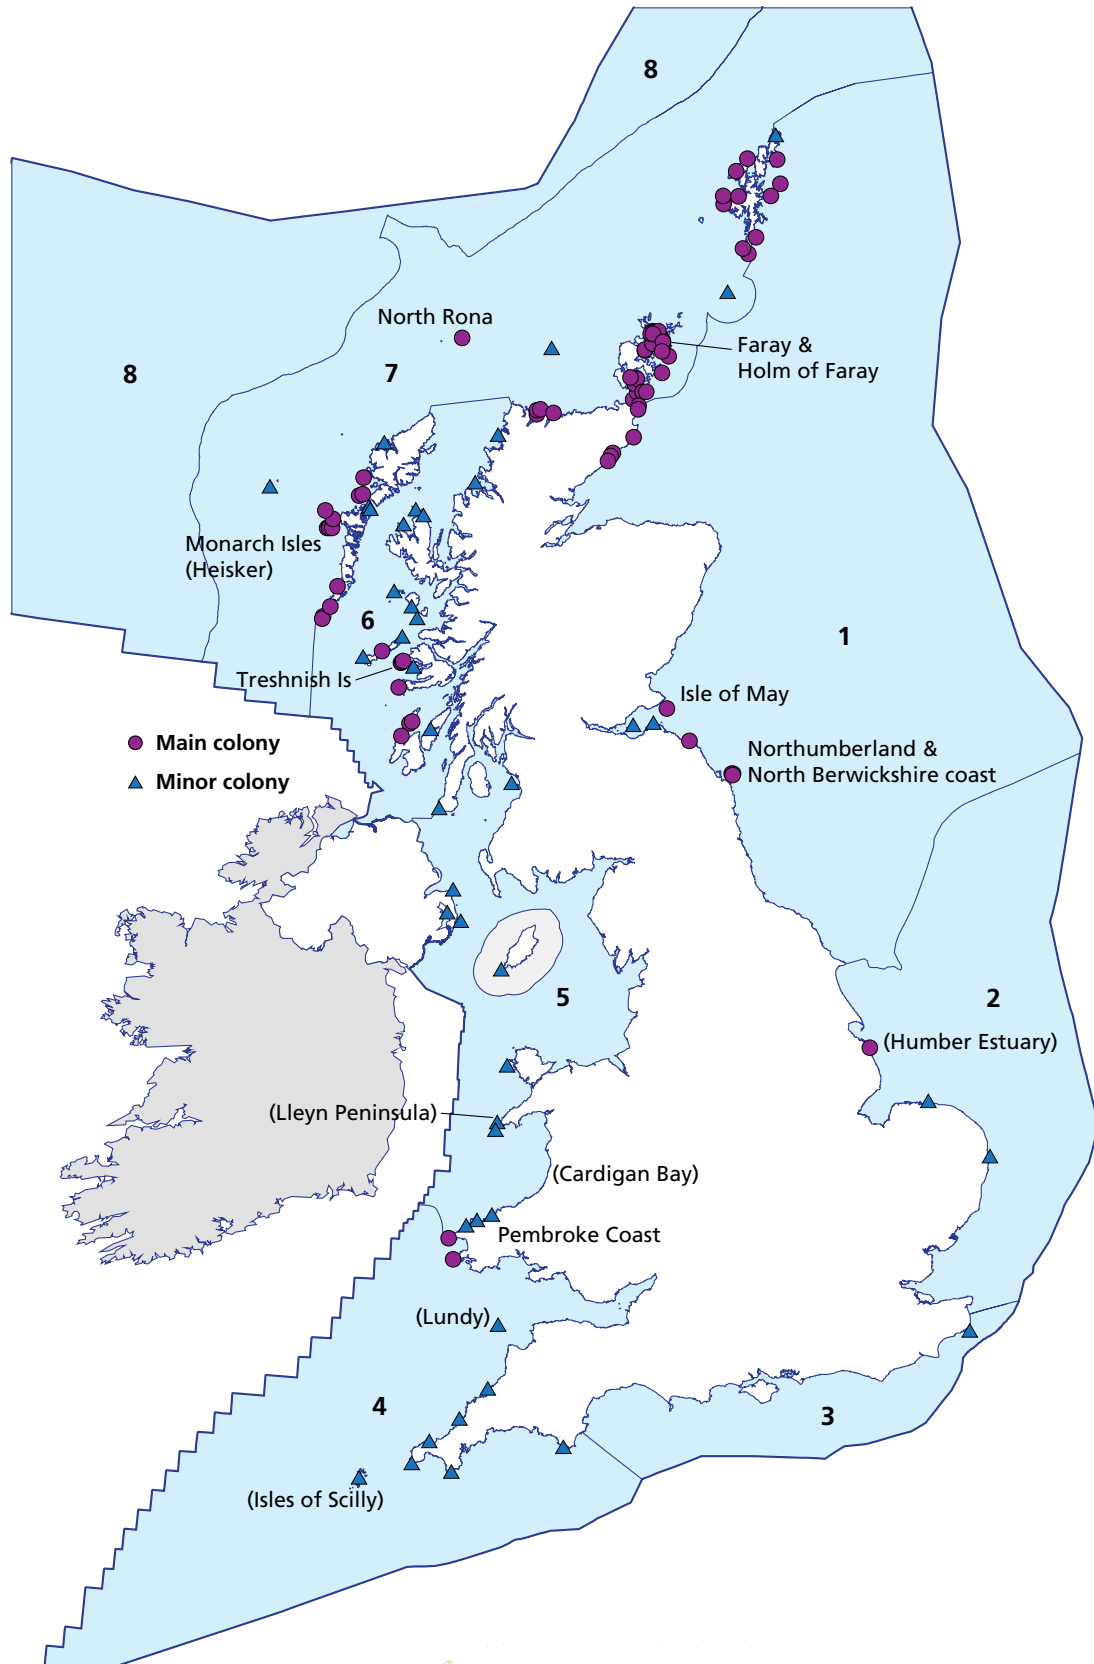 8
North Rona
Faray &
Holm of Faray
8
7
Monarch Isles
(Heisker)
6
1
Treshnish Is
Isle of May
Main colony
Northumberland &
North Berwickshire coast
Minor colony
5
2
(Humber Estuary)
(Lleyn Peninsula)
(Cardigan Bay)
Pembroke Coast
(Lundy)
4
3
(Isles of Scilly)